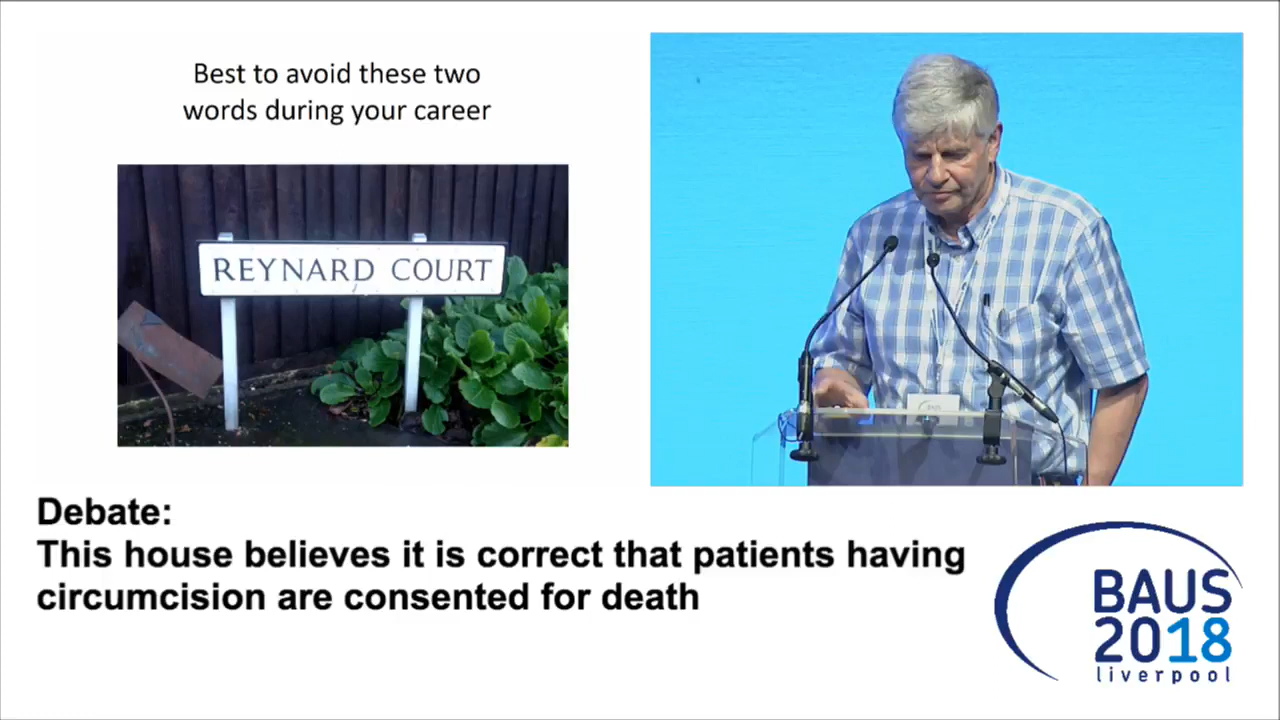 Best to avoid these two
words during your career
REYNARD COURT
Debate:
This house believes it is correct that patients having
circumcision are consented for death
BAUS
2018
liverpool